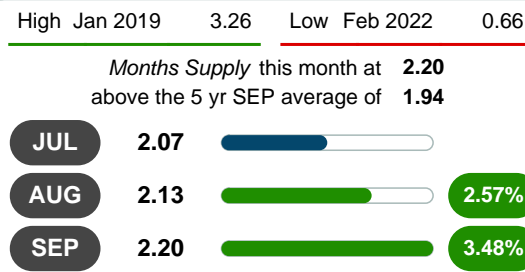 High Jan 2019 3.26 Low Feb 2022 0.66
Months Supply this month at 2.20
above the 5 yr SEP average of 1.94
JUL 2.07
AUG 2.13 2.57%
SEP 2.20 3.48%